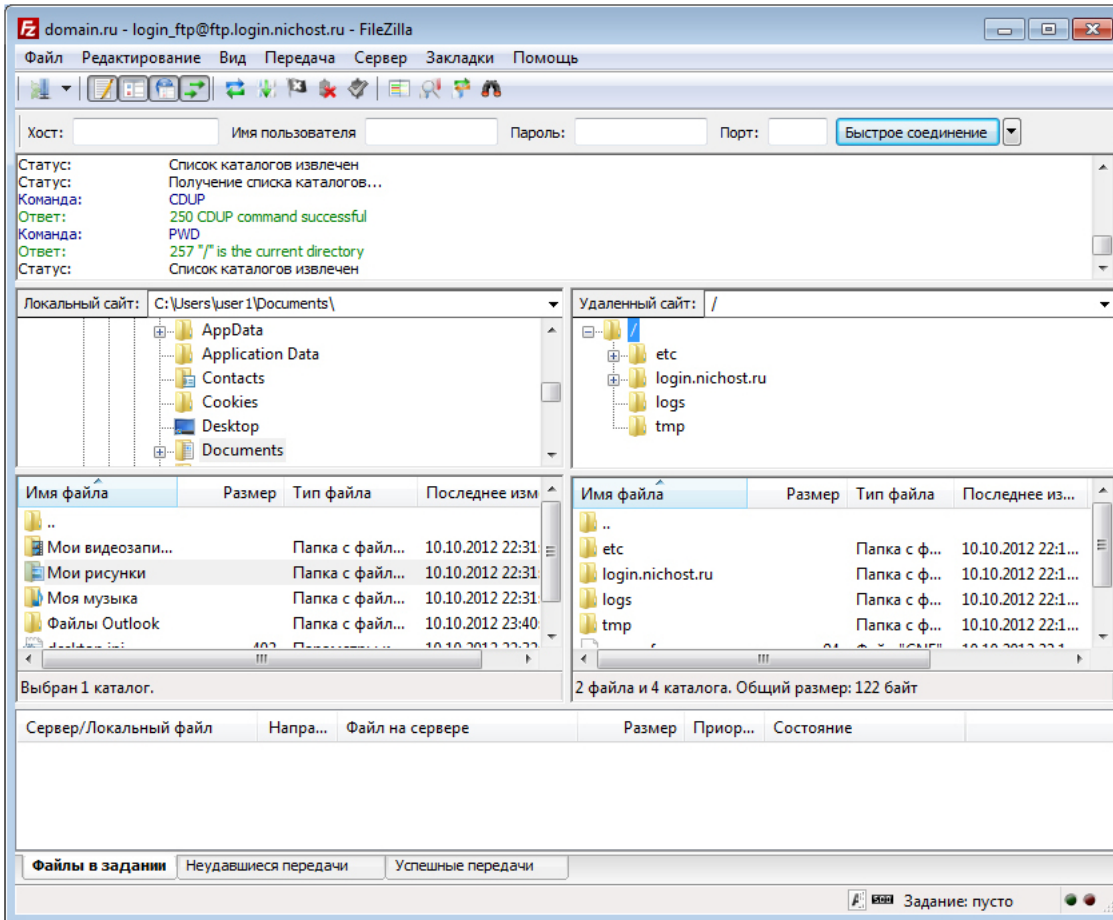 domain.ru - login_ftp@ftp.login.nichost.ru - FileZilla
Файл Редактирование Вид Передача Сервер Закладки Помощь
Хост: Имя пользователя Пароль: Порт: Быстрое соединение
Статус: Список каталогов извлечен
Статус: Получение списка каталогов...
Команда: CDUP
Ответ: 250 CDUP command successful
Команда: PWD
Ответ: 257 "/" is the current directory
Статус: Список каталогов извлечен
Локальный сайт: C:\Users\user1\Documents\
AppData
Application Data
Contacts
Cookies
Desktop
Documents
Удаленный сайт: /
/
etc
login.nichost.ru
logs
tmp
Имя файла Размер Тип файла Последнее изм
..
Мои видеозапи... Папка с файл... 10.10.2012 22:31:
Мои рисунки Папка с файл... 10.10.2012 22:31:
Моя музыка Папка с файл... 10.10.2012 22:31:
Файлы Outlook Папка с файл... 10.10.2012 23:40:
desktop.ini 402
Выбран 1 каталог.
Имя файла Размер Тип файла Последнее из...
..
etc Папка с ф... 10.10.2012 22:1...
login.nichost.ru Папка с ф... 10.10.2012 22:1...
logs Папка с ф... 10.10.2012 22:1...
tmp Папка с ф... 10.10.2012 22:1...
2 файла и 4 каталога. Общий размер: 122 байт
Сервер/Локальный файл Напра... Файл на сервере Размер Приор... Состояние
Файлы в задании Неудавшиеся передачи Успешные передачи
Задание: пусто